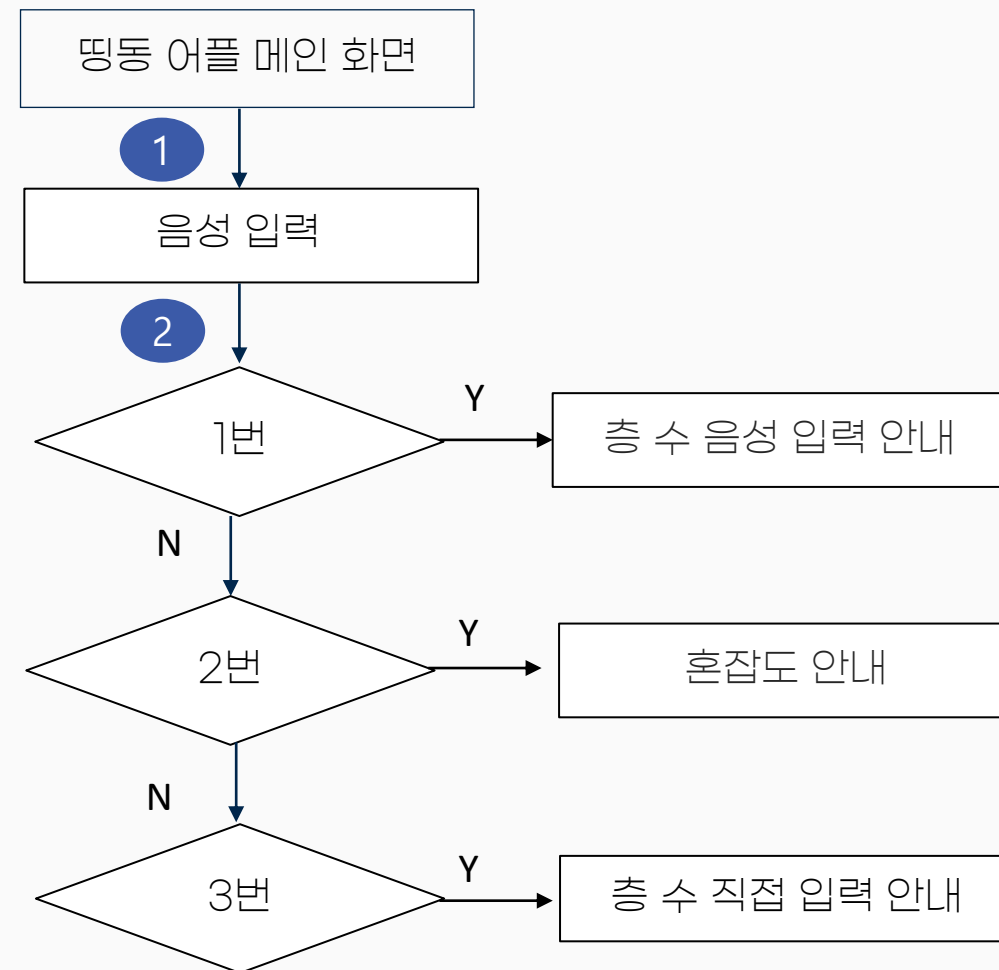 띵동 어플 메인 화면
1
음성 입력
2
1번
Y
층 수 음성 입력 안내
N
2번
Y
혼잡도 안내
N
3번
Y
층 수 직접 입력 안내